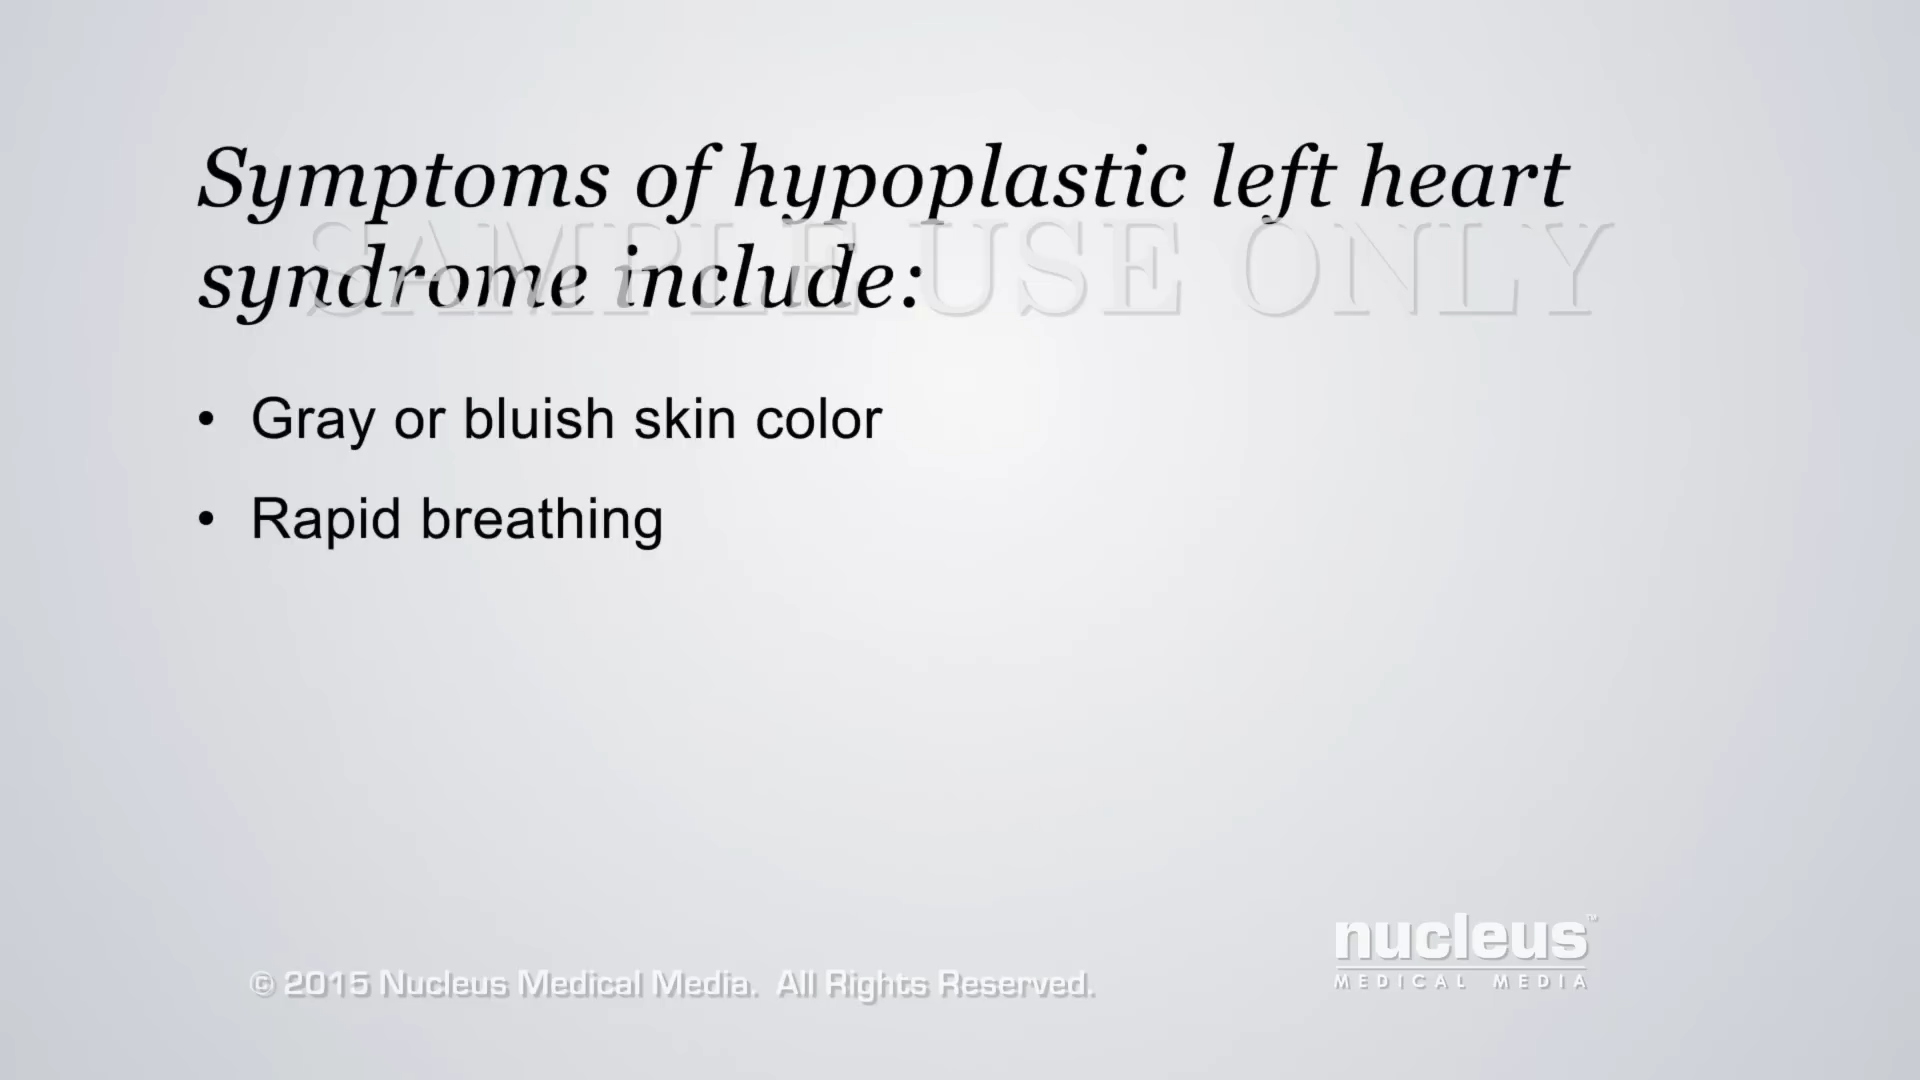 Symptoms of hypoplastic left heart
syndrome include:
SAMPLE USE ONLY
• Gray or bluish skin color
• Rapid breathing
nucleus™
MEDICAL MEDIA
© 2015 Nucleus Medical Media. All Rights Reserved.